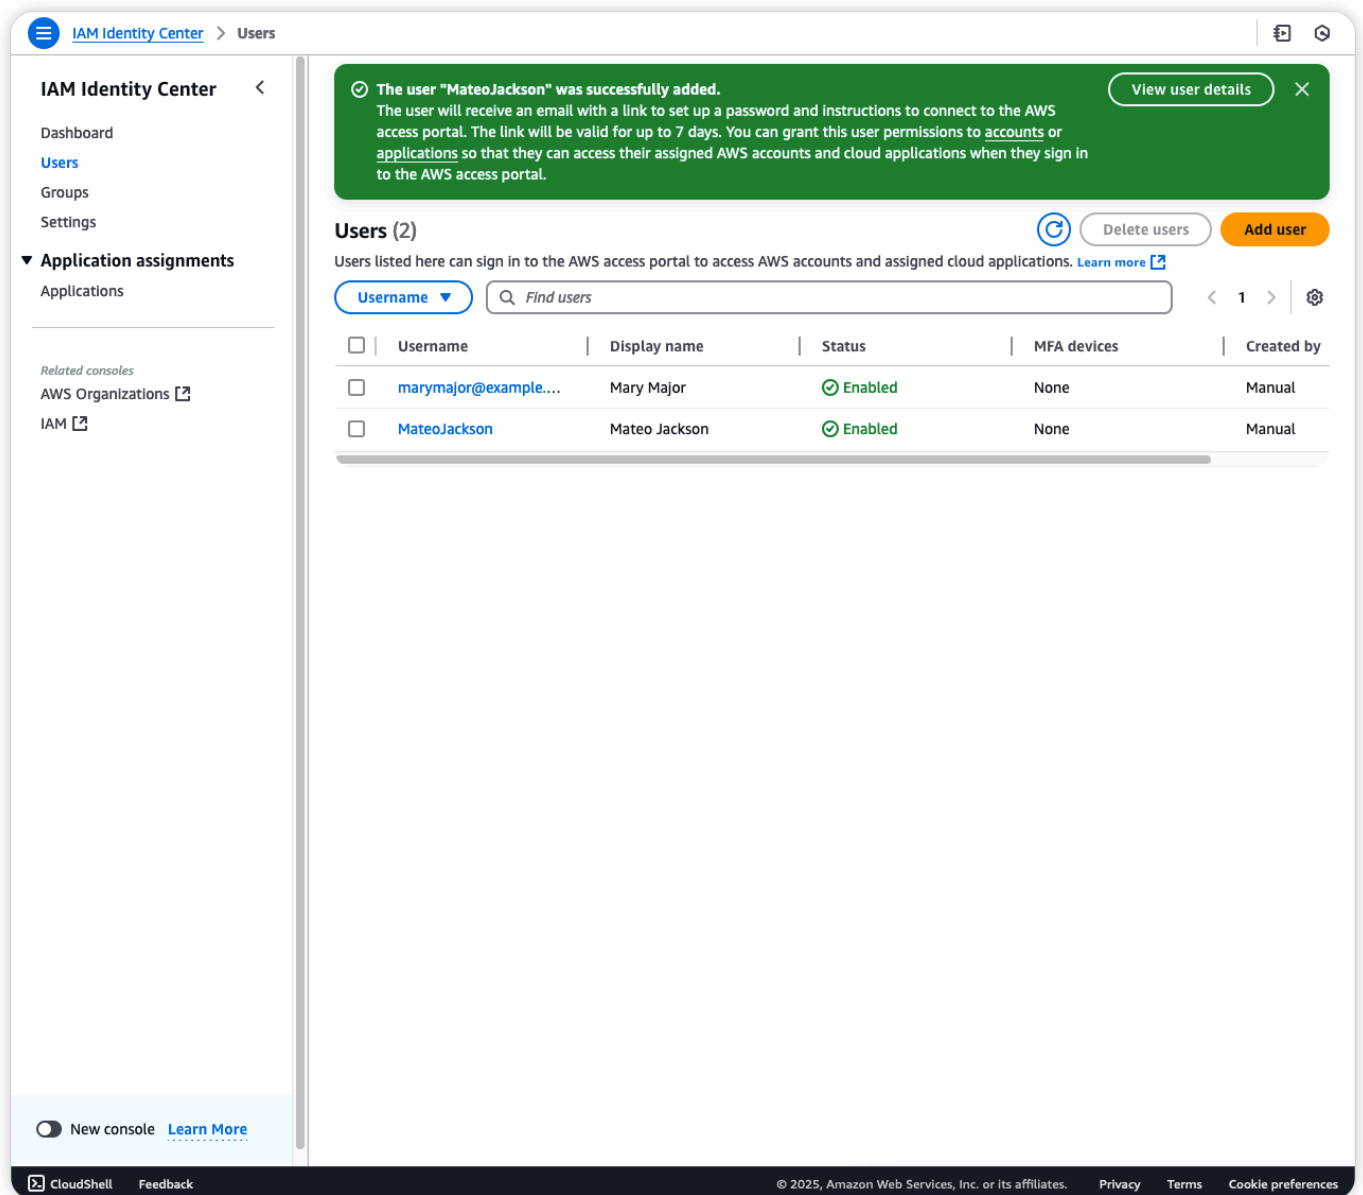 IAM Identity Center > Users
IAM Identity Center
Dashboard
Users
Groups
Settings
Application assignments
Applications
Related consoles
AWS Organizations
IAM
New console Learn More
The user "MateoJackson" was successfully added.
The user will receive an email with a link to set up a password and instructions to connect to the AWS
access portal. The link will be valid for up to 7 days. You can grant this user permissions to accounts or
applications so that they can access their assigned AWS accounts and cloud applications when they sign in
to the AWS access portal.
View user details
Users (2)
Delete users
Add user
Users listed here can sign in to the AWS access portal to access AWS accounts and assigned cloud applications. Learn more
Username
Find users
1
Username Display name Status MFA devices Created by
marymajor@example.... Mary Major Enabled None Manual
MateoJackson Mateo Jackson Enabled None Manual
CloudShell Feedback © 2025, Amazon Web Services, Inc. or its affiliates. Privacy Terms Cookie preferences